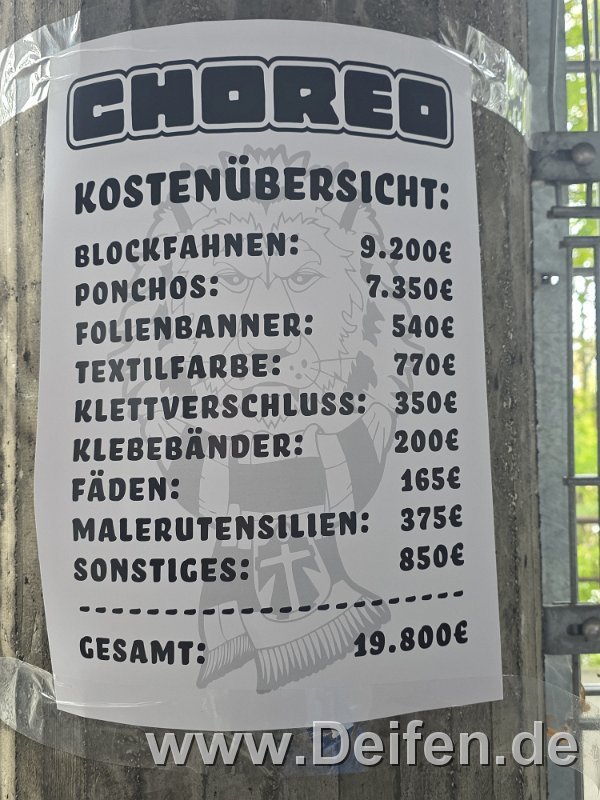 CHOREO
KOSTENÜBERSICHT:
BLOCKFAHNEN: 9.200€
PONCHOS: 7.350€
FOLIENBANNER: 540€
TEXTILFARBE: 770€
KLETTVERSCHLUSS: 350€
KLEBEBÄNDER: 200€
FÄDEN: 165€
MALERUTENSILIEN: 375€
SONSTIGES: 850€
GESAMT: 19.800€
www.Deifen.de